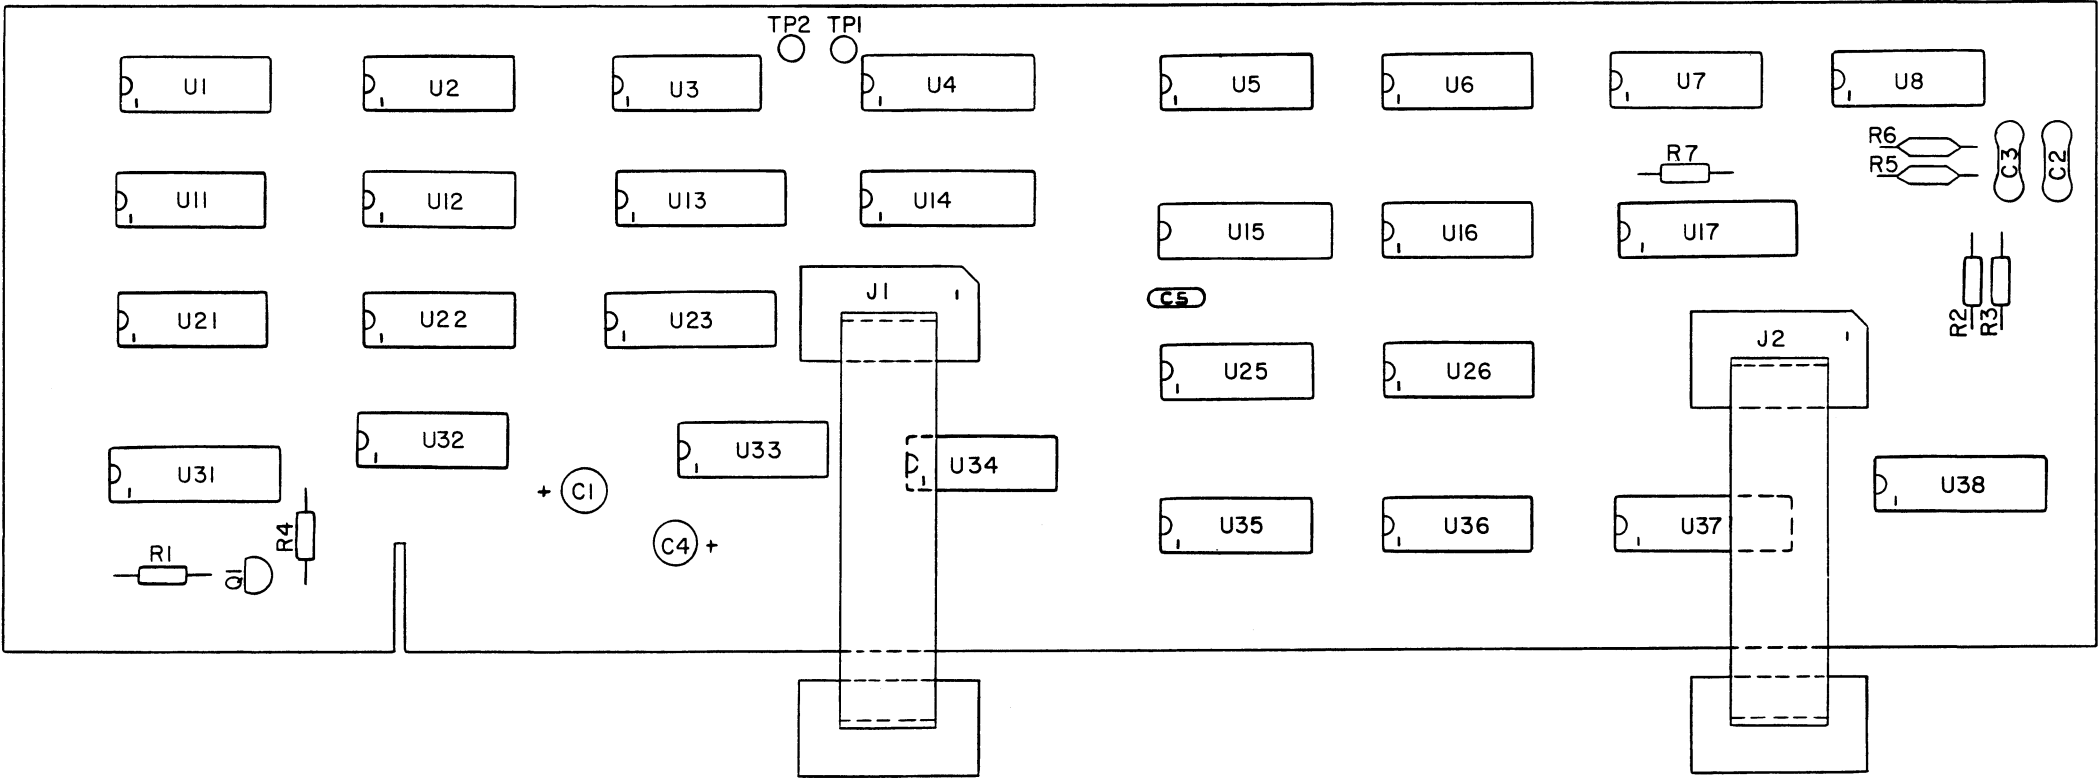 TP2 TP1
U1 U2 U3 U4 U5 U6 U7 U8
R6
R5
R7
C3 C2
U11 U12 U13 U14
U15 U16 U17
J1
C5
U21 U22 U23
R2 R3
J2
U25 U26
U31 U32 U33 U34
U35 U36 U37 U38
+ C1
C4 +
R4
R1
Q1